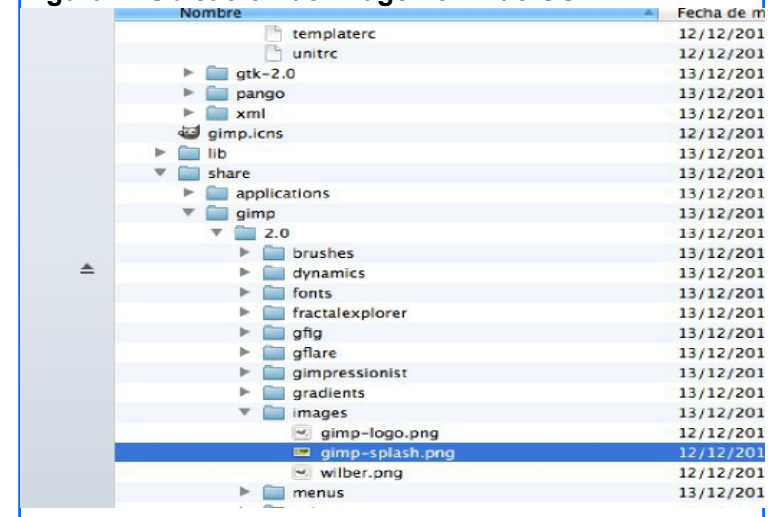 Nombre Fecha de m
templaterc 12/12/201
unitrc 12/12/201
gtk-2.0 13/12/201
pango 13/12/201
xml 13/12/201
gimp.icns 12/12/201
lib 13/12/201
share 13/12/201
applications 13/12/201
gimp 13/12/201
2.0 13/12/201
brushes 13/12/201
dynamics 13/12/201
fonts 13/12/201
fractalexplorer 13/12/201
gfig 13/12/201
gflare 13/12/201
gimpressionist 13/12/201
gradients 13/12/201
images 13/12/201
gimp-logo.png 12/12/201
gimp-splash.png 12/12/201
wilber.png 12/12/201
menus 13/12/201